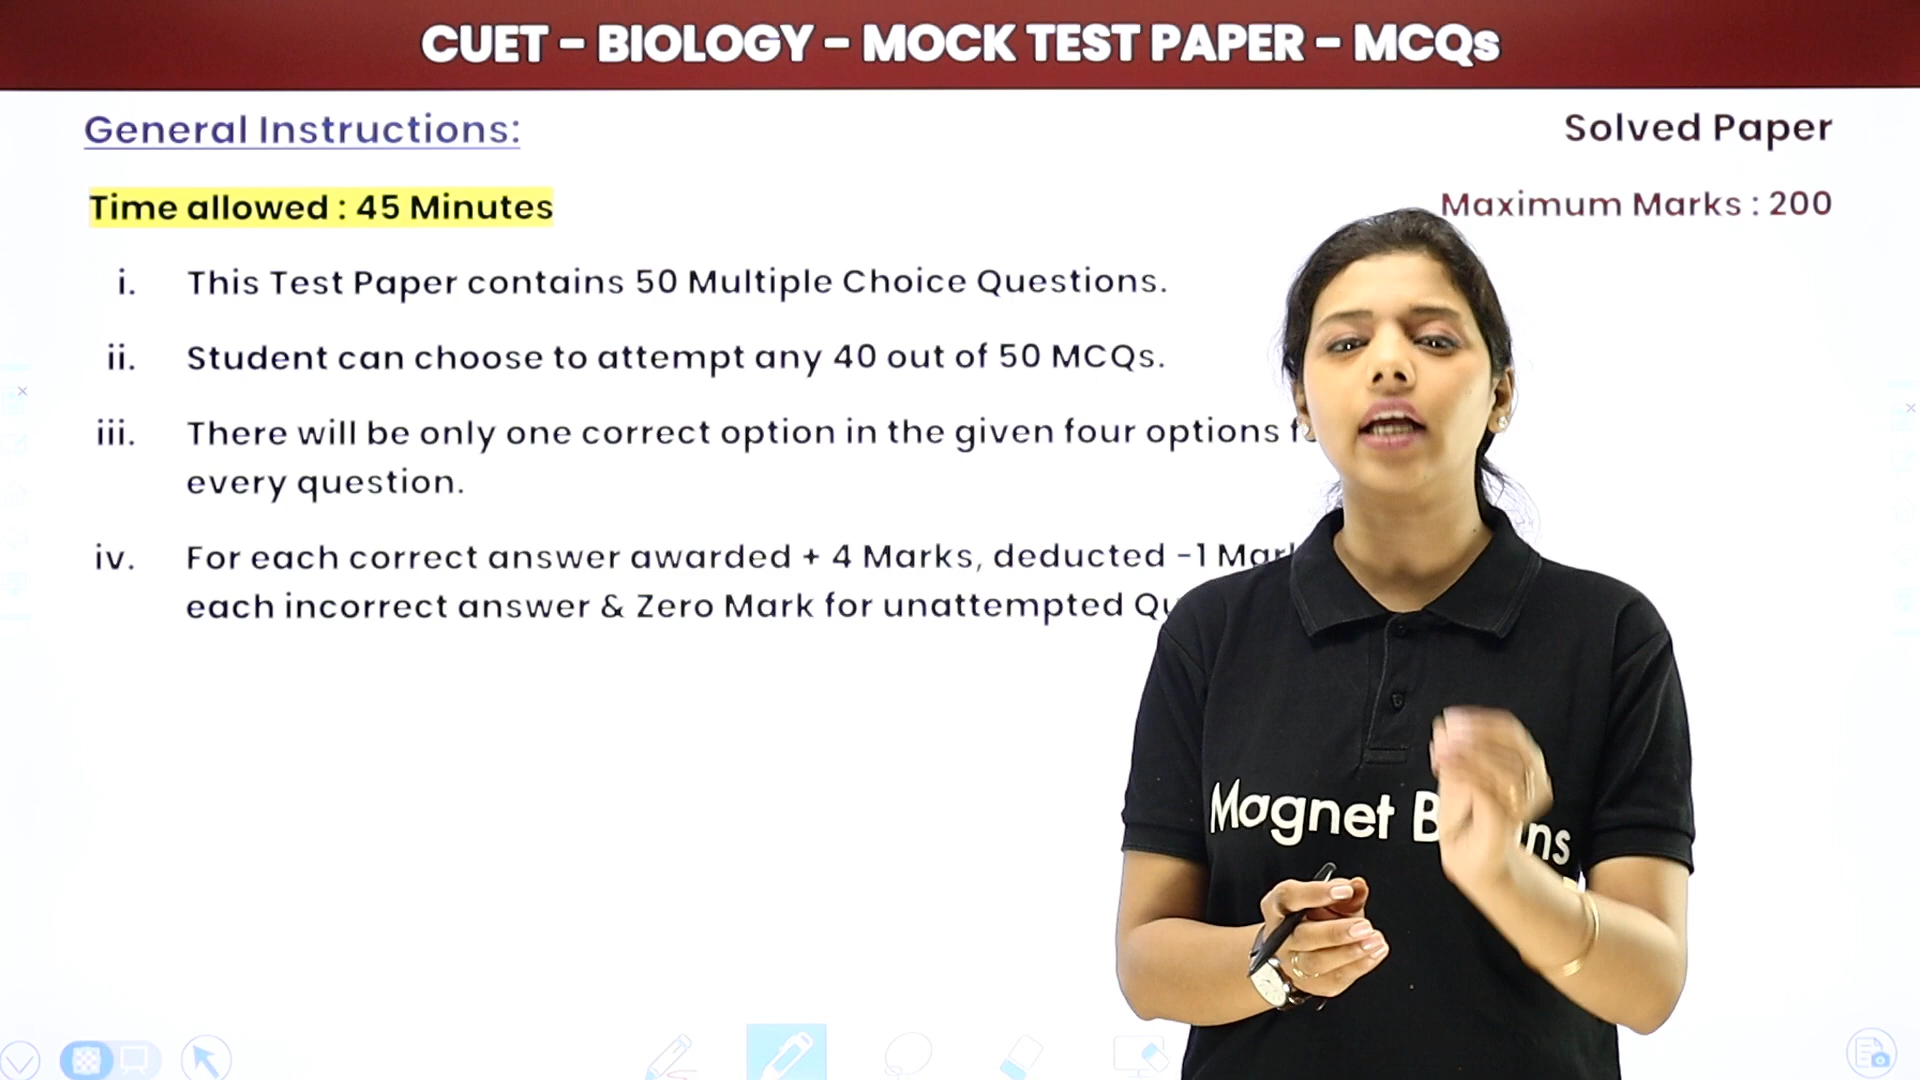 CUET - BIOLOGY - MOCK TEST PAPER - MCQs
General Instructions:
Solved Paper
Time allowed : 45 Minutes
Maximum Marks : 200
i. This Test Paper contains 50 Multiple Choice Questions.
ii. Student can choose to attempt any 40 out of 50 MCQs.
iii. There will be only one correct option in the given four options
every question.
iv. For each correct answer awarded + 4 Marks, deducted -1
each incorrect answer & Zero Mark for unattempted
Magnet